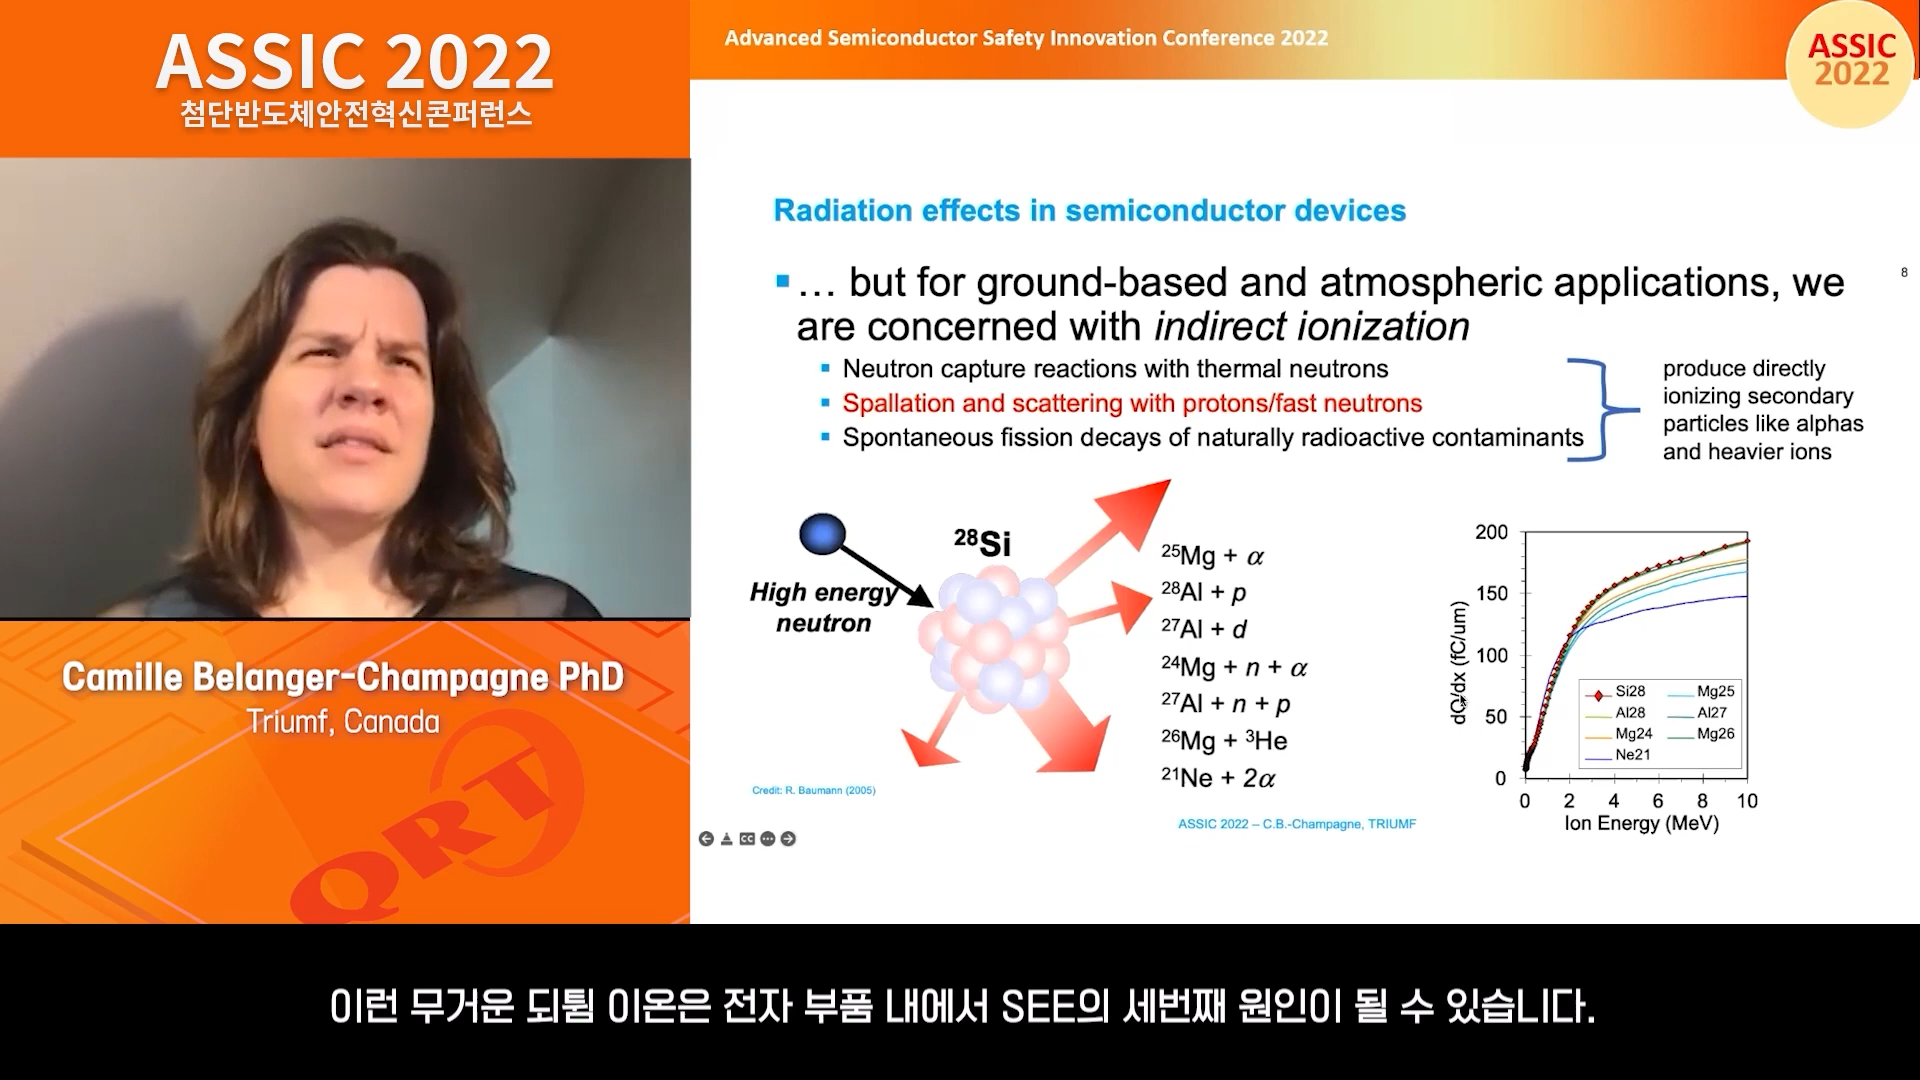 ASSIC 2022
첨단반도체안전혁신콘퍼런스
Advanced Semiconductor Safety Innovation Conference 2022
ASSIC
2022
Radiation effects in semiconductor devices
8
… but for ground-based and atmospheric applications, we
are concerned with indirect ionization
Neutron capture reactions with thermal neutrons
Spallation and scattering with protons/fast neutrons
Spontaneous fission decays of naturally radioactive contaminants
produce directly
ionizing secondary
particles like alphas
and heavier ions
High energy
neutron
²⁸Si
²⁵Mg + α
²⁸Al + p
²⁷Al + d
²⁴Mg + n + α
²⁷Al + n + p
²⁶Mg + ³He
²¹Ne + 2α
dQ/dx (fC/um)
200
150
100
50
0
0 2 4 6 8 10
Ion Energy (MeV)
Si28 Mg25
Al28 Al27
Mg24 Mg26
Ne21
Credit: R. Baumann (2005)
ASSIC 2022 – C.B.-Champagne, TRIUMF
CC
Camille Belanger-Champagne PhD
Triumf, Canada
QRT
이런 무거운 되튐 이온은 전자 부품 내에서 SEE의 세번째 원인이 될 수 있습니다.